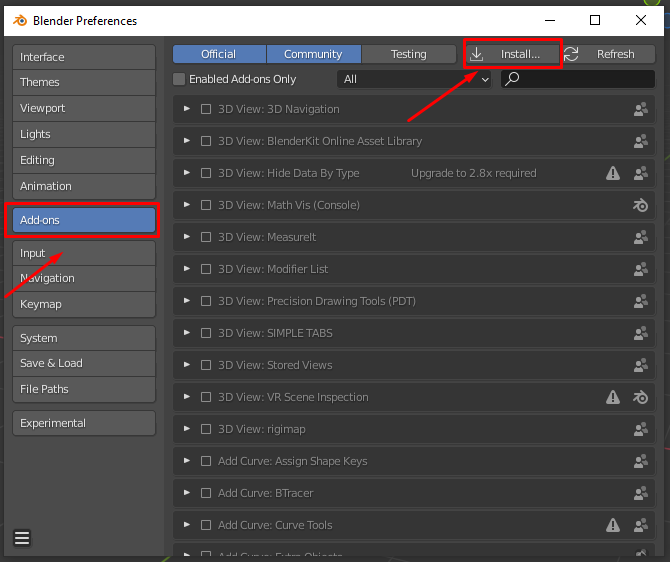 Blender Preferences
Interface
Themes
Viewport
Lights
Editing
Animation
Add-ons
Input
Navigation
Keymap
System
Save & Load
File Paths
Experimental
Official Community Testing Install... Refresh
Enabled Add-ons Only All
3D View: 3D Navigation
3D View: BlenderKit Online Asset Library
3D View: Hide Data By Type Upgrade to 2.8x required
3D View: Math Vis (Console)
3D View: MeasureIt
3D View: Modifier List
3D View: Precision Drawing Tools (PDT)
3D View: SIMPLE TABS
3D View: Stored Views
3D View: VR Scene Inspection
3D View: rigimap
Add Curve: Assign Shape Keys
Add Curve: BTracer
Add Curve: Curve Tools
Add Curve: Extra Objects